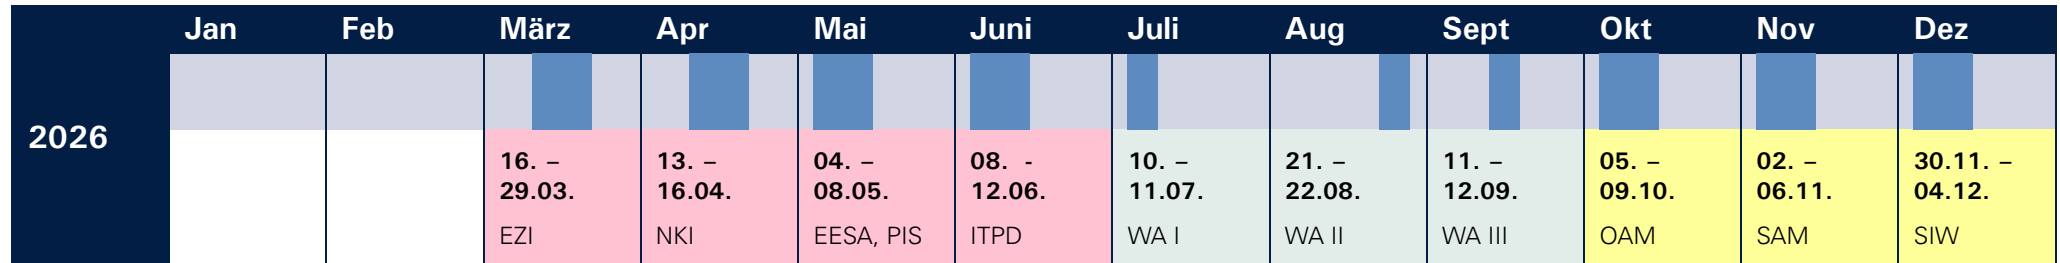 Jan Feb März Apr Mai Juni Juli Aug Sept Okt Nov Dez
2026
16. – 13. – 04. – 08. - 10. – 21. – 11. – 05. – 02. – 30.11. –
29.03. 16.04. 08.05. 12.06. 11.07. 22.08. 12.09. 09.10. 06.11. 04.12.
EZI NKI EESA, PIS ITPD WA I WA II WA III OAM SAM SIW